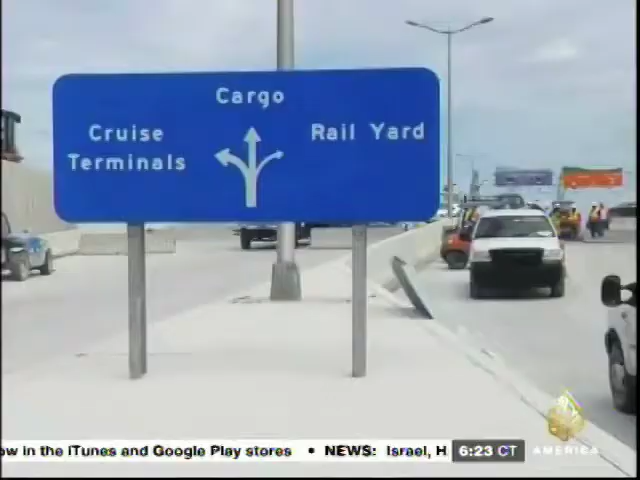 Cargo
Cruise
Terminals
Rail Yard
ow in the iTunes and Google Play stores • NEWS: Israel, H
6:23 CT
AMERICA